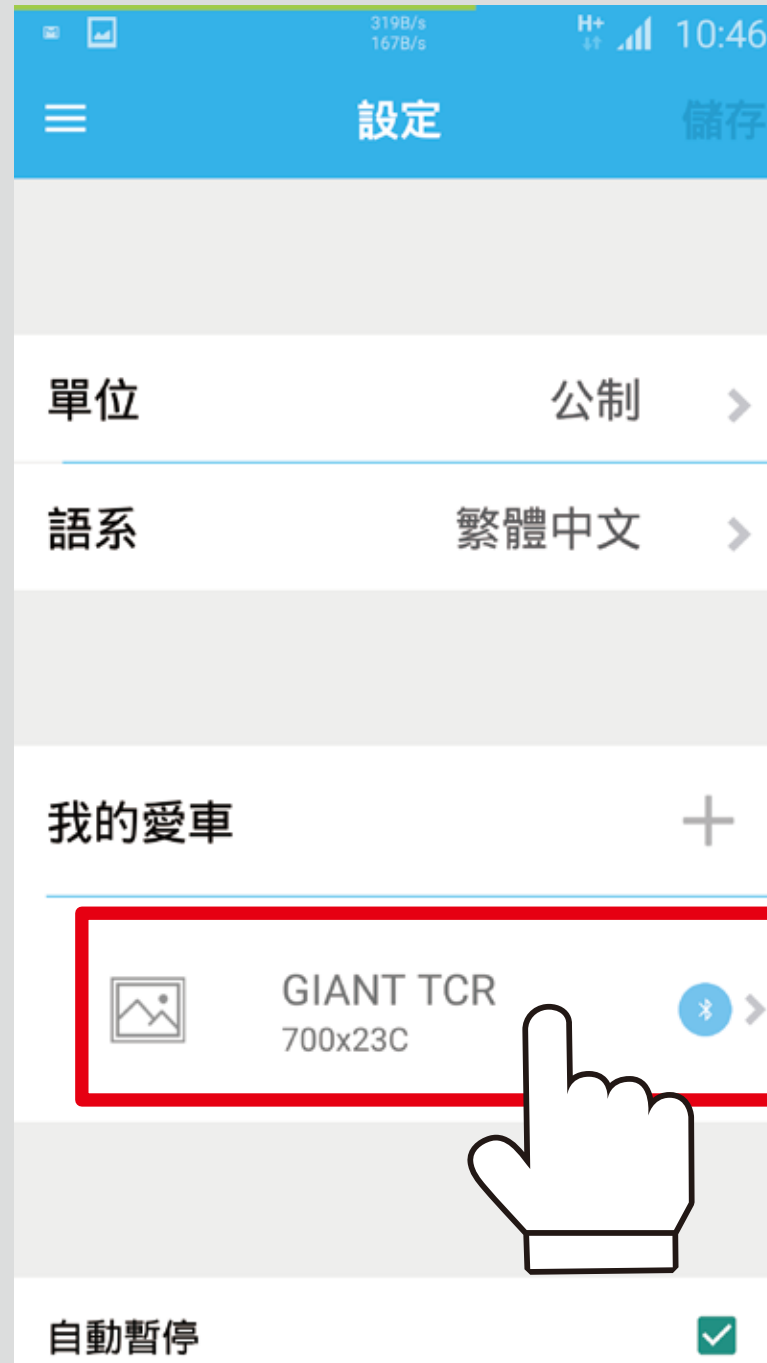 319B/s
167B/s
H+
10:46
設定
儲存
單位
公制
語系
繁體中文
我的愛車
GIANT TCR
700x23C
自動暫停